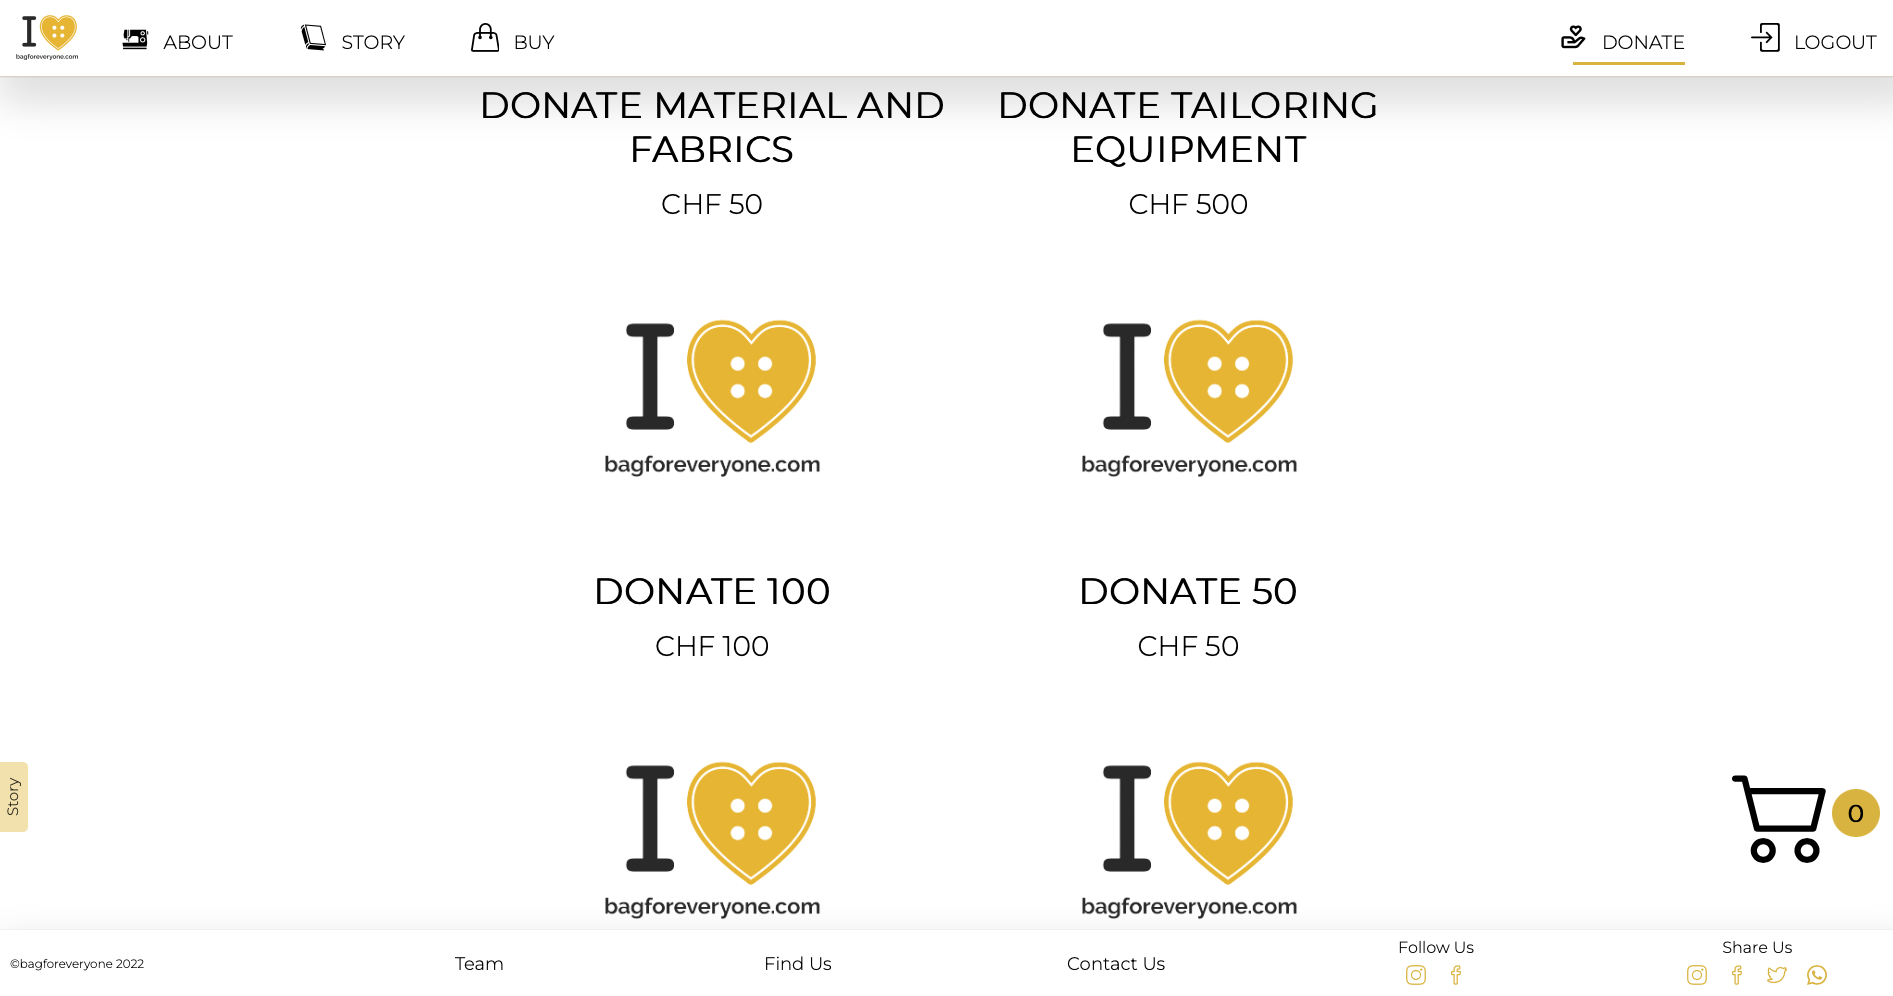 I
bagforeveryone.com
ABOUT
STORY
BUY
DONATE
LOGOUT
DONATE MATERIAL AND
FABRICS
CHF 50
DONATE TAILORING
EQUIPMENT
CHF 500
I
bagforeveryone.com
I
bagforeveryone.com
DONATE 100
CHF 100
DONATE 50
CHF 50
I
bagforeveryone.com
I
bagforeveryone.com
Story
0
©bagforeveryone 2022
Team
Find Us
Contact Us
Follow Us
Share Us